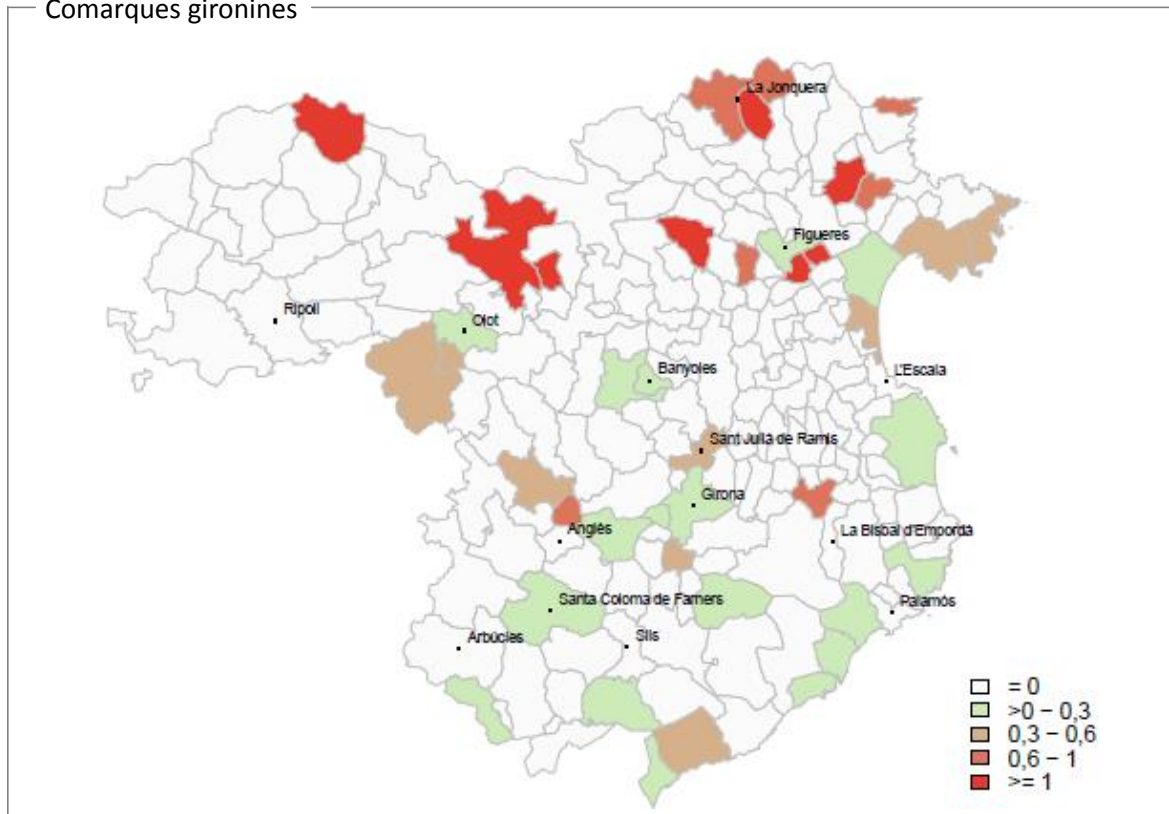 Comarques gironines
La Jonquera
Figueres
Ripoll
Olot
Banyoles
L'Escala
Sant Julià de Ramis
Girona
Anglès
La Bisbal d'Empordà
Santa Coloma de Farners
Palamós
Arbúcies
Sils
= 0
>0 – 0,3
0,3 – 0,6
0,6 – 1
>= 1